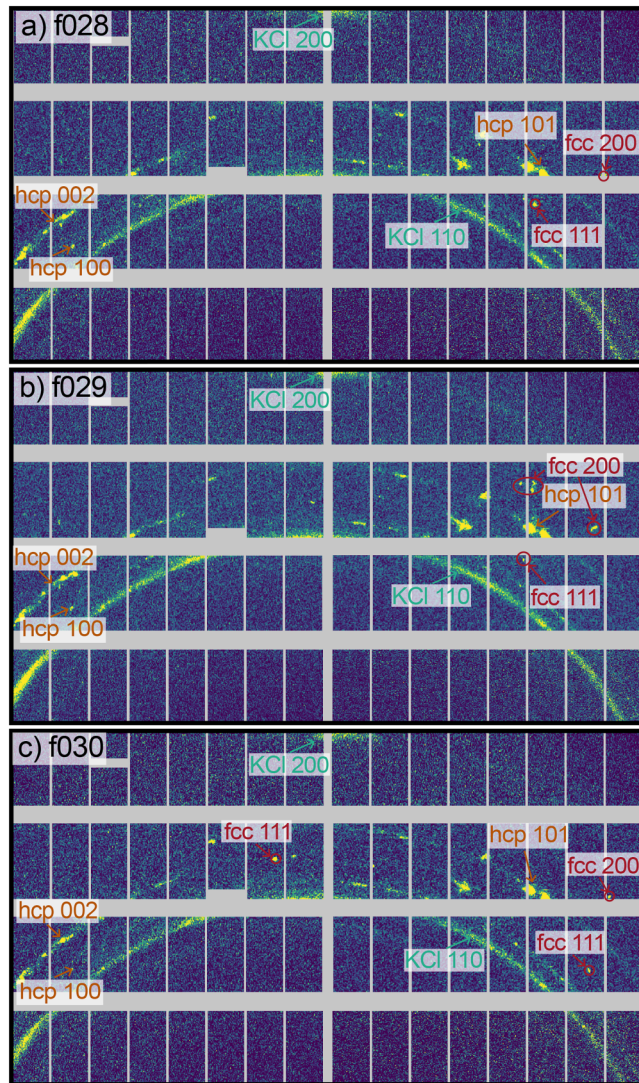 a) f028
KCl 200
hcp 101
fcc 200
hcp 002
hcp 100
KCl 110
fcc 111
b) f029
KCl 200
fcc 200
hcp 101
hcp 002
hcp 100
KCl 110
fcc 111
c) f030
KCl 200
fcc 111
hcp 101
fcc 200
hcp 002
hcp 100
KCl 110
fcc 111